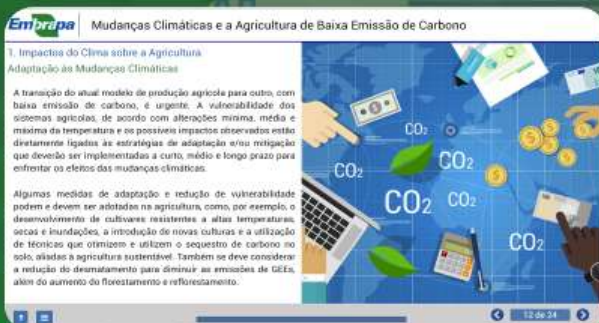 Embrapa
Mudanças Climáticas e a Agricultura de Baixa Emissão de Carbono
1. Impactos do Clima sobre a Agricultura
Adaptação às Mudanças Climáticas
A transição do atual modelo de produção agrícola para outro, com
baixa emissão de carbono, é urgente. A vulnerabilidade dos
sistemas agrícolas, de acordo com alterações mínima, média e
máxima da temperatura e os possíveis impactos observados estão
diretamente ligados às estratégias de adaptação e/ou mitigação
que deverão ser implementadas a curto, médio e longo prazo para
enfrentar os efeitos das mudanças climáticas.
Algumas medidas de adaptação e redução de vulnerabilidade
podem e devem ser adotadas na agricultura, como, por exemplo, o
desenvolvimento de cultivares resistentes a altas temperaturas,
secas e inundações, a introdução de novas culturas e a utilização
de técnicas que otimizem e utilizem o sequestro de carbono no
solo, aliadas à agricultura sustentável. Também se deve considerar
a redução do desmatamento para diminuir as emissões de GEEs,
além do aumento do florestamento e reflorestamento.
CO₂
CO₂
CO₂
CO₂
CO₂
CO₂
12 de 34